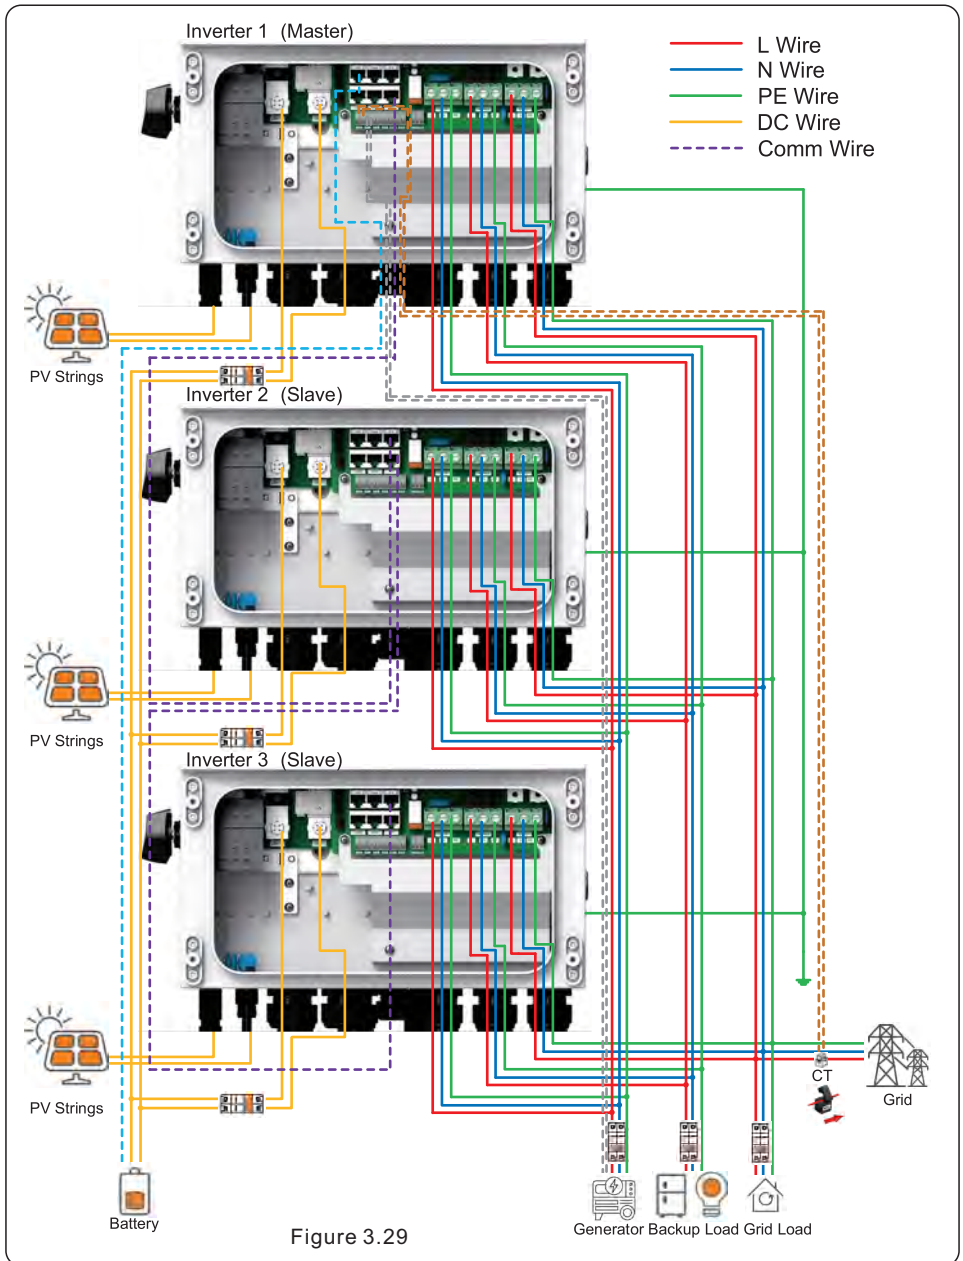 Inverter 1 (Master)
L Wire
N Wire
PE Wire
DC Wire
Comm Wire
PV Strings
Inverter 2 (Slave)
PV Strings
Inverter 3 (Slave)
PV Strings
CT
Grid
Battery
Generator Backup Load Grid Load
Figure 3.29